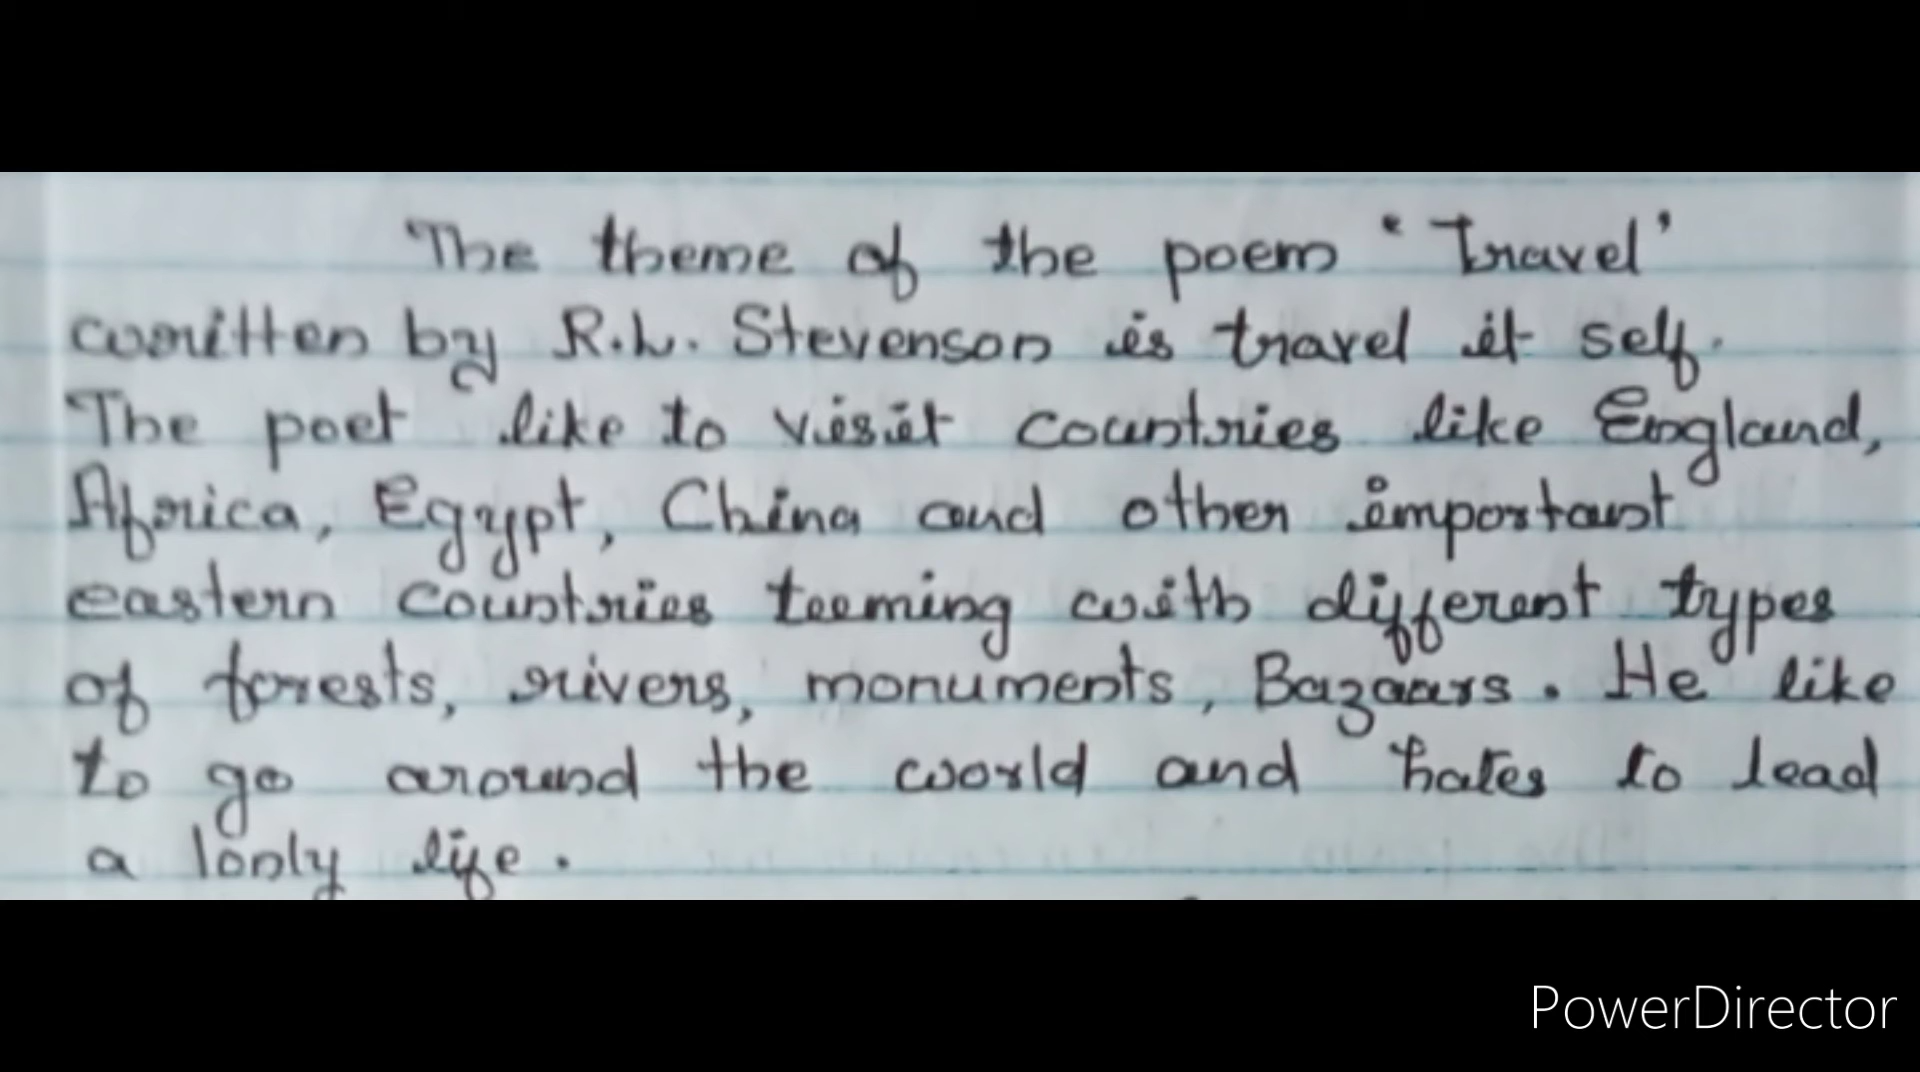 The theme of the poem 'Travel'
written by R.L. Stevenson is travel it self.
The poet like to visit countries like England,
Africa, Egypt, China and other important
eastern countries teeming with different types
of forests, rivers, monuments, Bazaars. He like
to go around the world and hates to lead
a lonly life.
PowerDirector